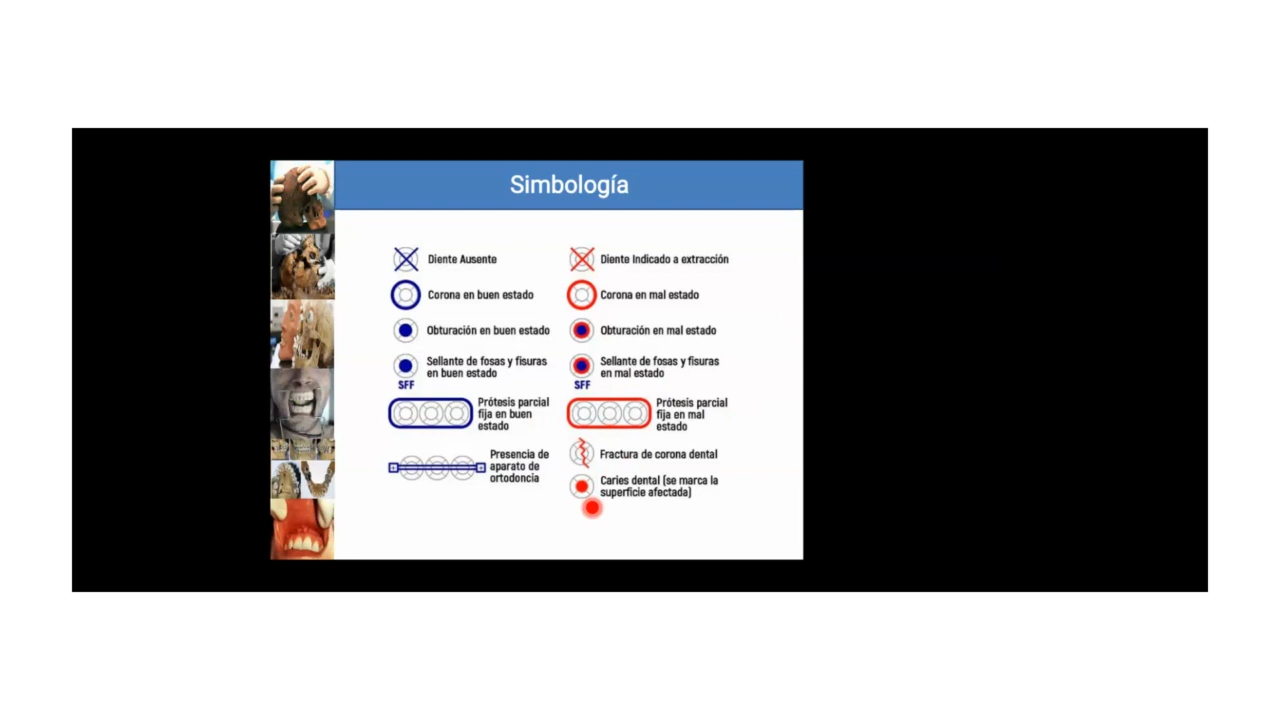 Simbología
Diente Ausente
Corona en buen estado
Obturación en buen estado
Sellante de fosas y fisuras
en buen estado
SFF
Prótesis parcial
fija en buen
estado
Presencia de
aparato de
ortodoncia
Diente Indicado a extracción
Corona en mal estado
Obturación en mal estado
Sellante de fosas y fisuras
en mal estado
SFF
Prótesis parcial
fija en mal
estado
Fractura de corona dental
Caries dental (se marca la
superficie afectada)